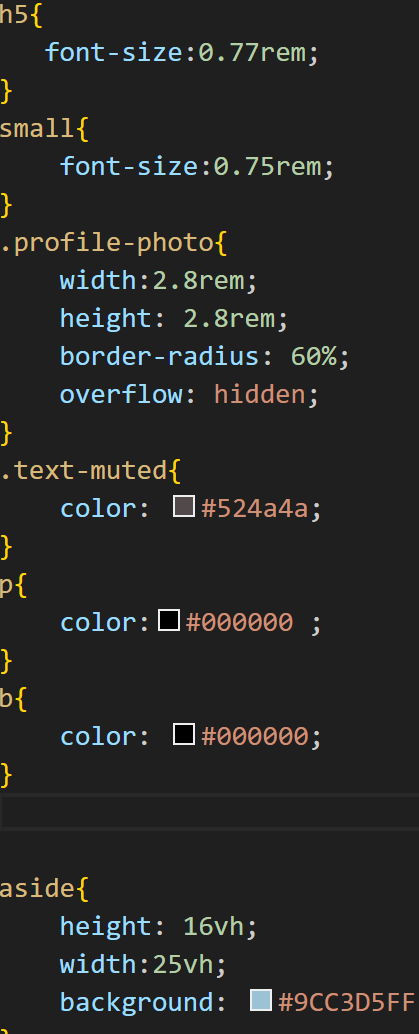 h5{
   font-size:0.77rem;
}
small{
    font-size:0.75rem;
}
.profile-photo{
    width:2.8rem;
    height: 2.8rem;
    border-radius: 60%;
    overflow: hidden;
}
.text-muted{
    color: #524a4a;
}
p{
    color:#000000 ;
}
b{
    color: #000000;
}
aside{
    height: 16vh;
    width:25vh;
    background: #9CC3D5FF